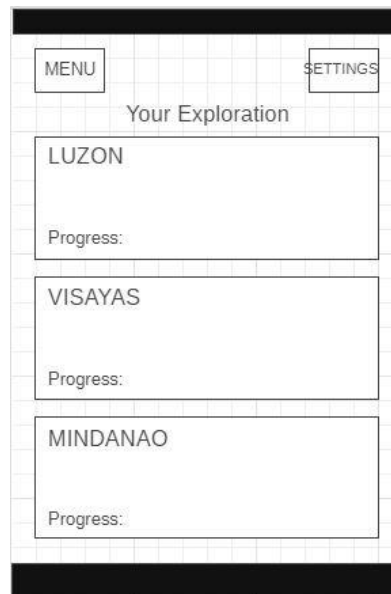 MENU
SETTINGS
Your Exploration
LUZON
Progress:
VISAYAS
Progress:
MINDANAO
Progress: